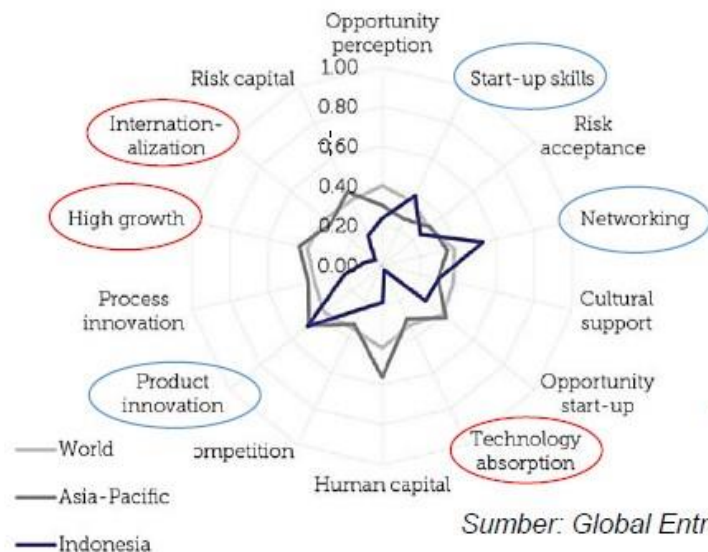 Opportunity
perception
1.00
Risk capital
Start-up skills
0.80
Internation-
alization
0.60
Risk
acceptance
0.40
High growth
0.20
Networking
0.00
Process
innovation
Cultural
support
Product
innovation
Opportunity
start-up
World
ompetition
Technology
absorption
Asia-Pacific
Human capital
Indonesia
Sumber: Global Entr